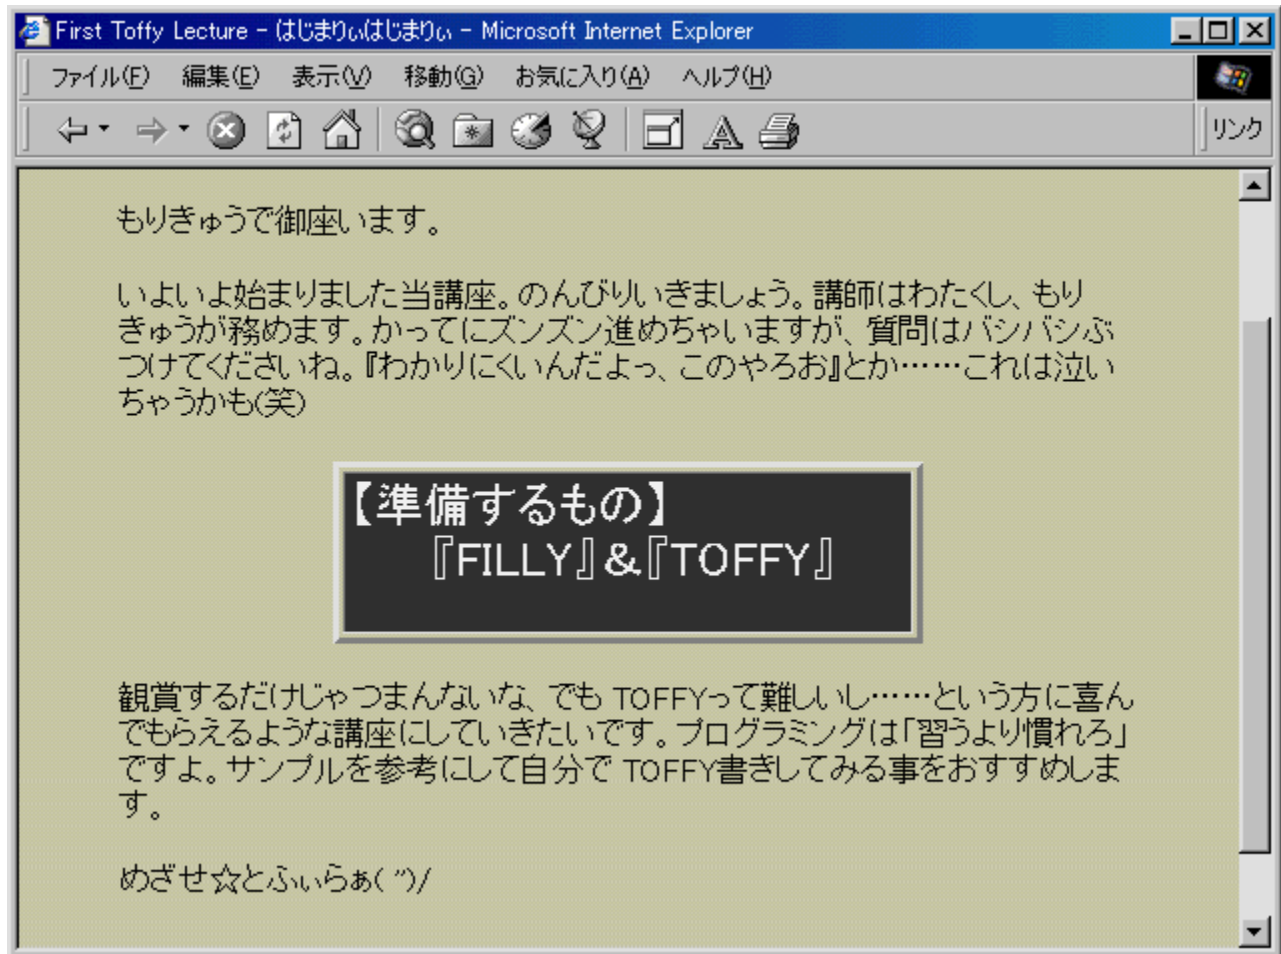 First Toffy Lecture - はじまりぃはじまりぃ - Microsoft Internet Explorer
ファイル(F) 編集(E) 表示(V) 移動(G) お気に入り(A) ヘルプ(H)
リンク
もりきゅうで御座います。
いよいよ始まりました当講座。のんびりいきましょう。講師はわたくし、もり
きゅうが務めます。かってにズンズン進めちゃいますが、質問はバシバシぶ
つけてくださいね。『わかりにくいんだよっ、このやろお』とか……これは泣い
ちゃうかも(笑)
【準備するもの】
『FILLY』&『TOFFY』
観賞するだけじゃつまんないな、でも TOFFYって難しいし……という方に喜ん
でもらえるような講座にしていきたいです。プログラミングは「習うより慣れろ」
ですよ。サンプルを参考にして自分で TOFFY書きしてみる事をおすすめしま
す。
めざせ☆とふぃらぁ( ")/